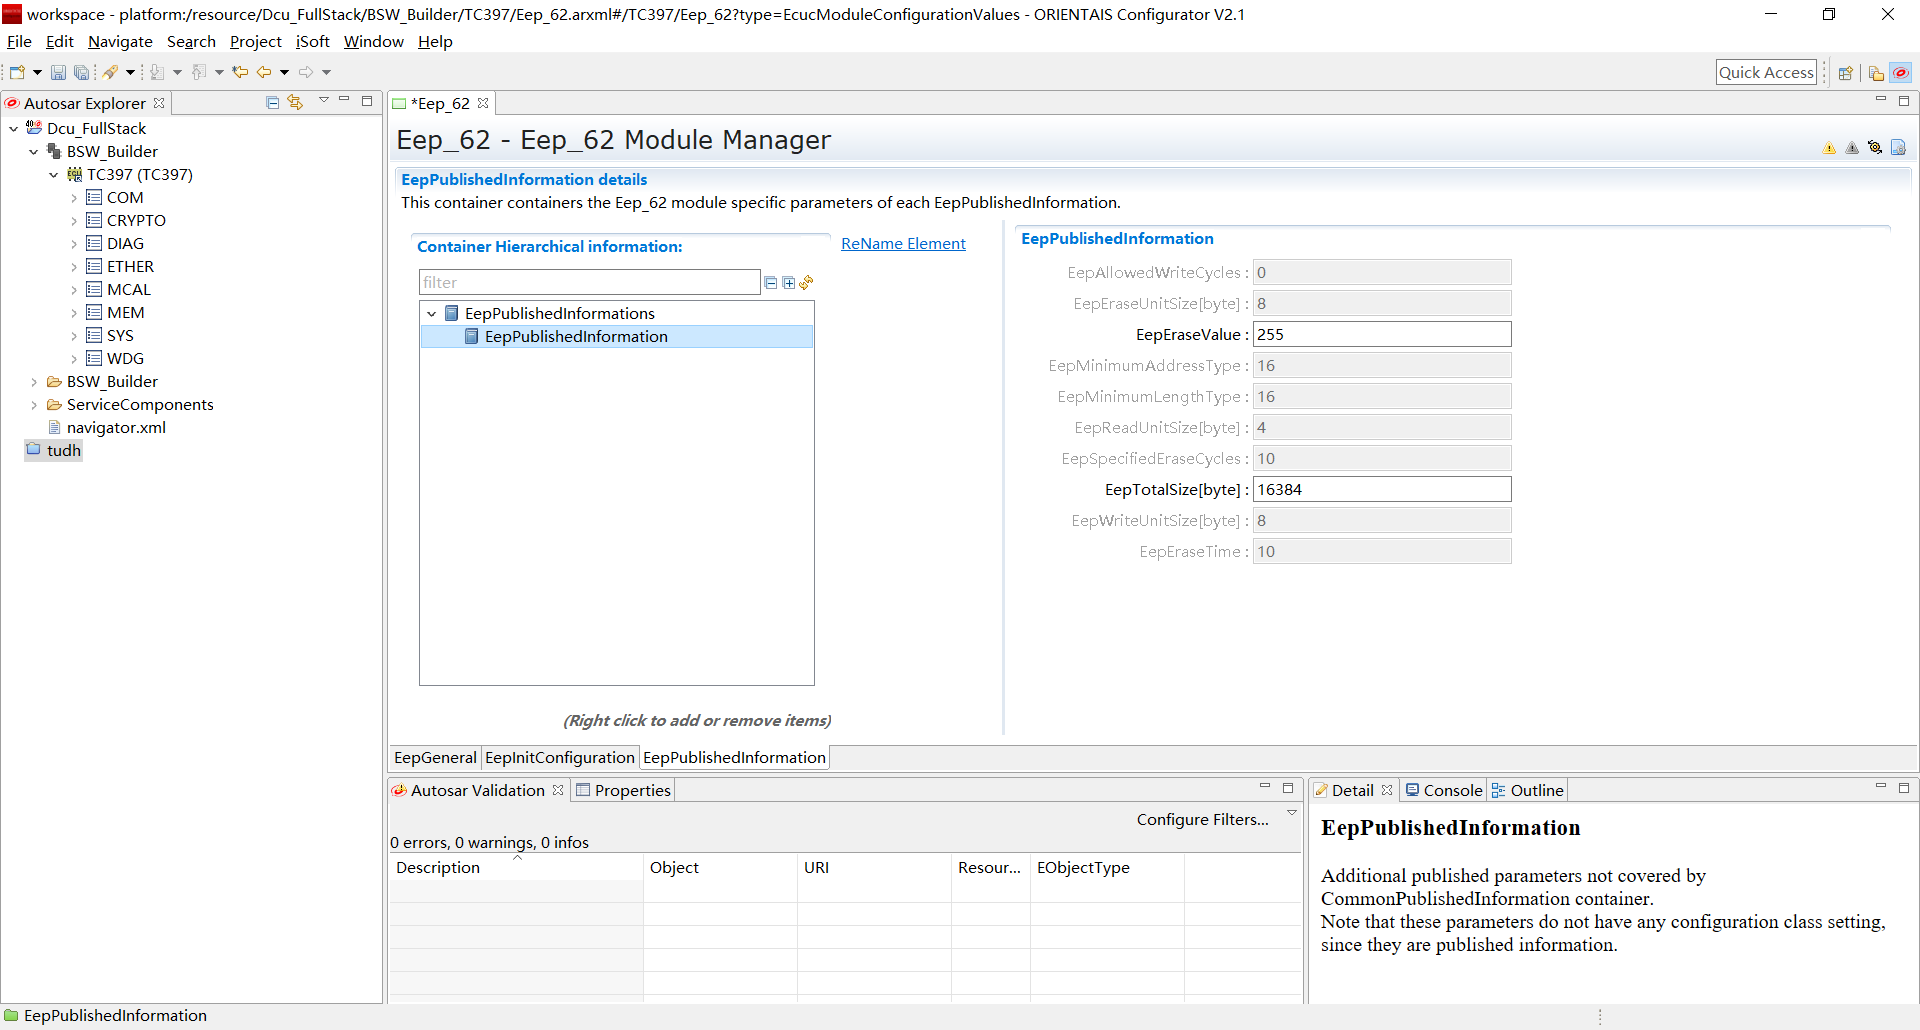 workspace - platform:/resource/Dcu_FullStack/BSW_Builder/TC397/Eep_62.arxml#/TC397/Eep_62?type=EcucModuleConfigurationValues - ORIENTAIS Configurator V2.1
File Edit Navigate Search Project iSoft Window Help
Quick Access
Autosar Explorer
Dcu_FullStack
BSW_Builder
TC397 (TC397)
COM
CRYPTO
DIAG
ETHER
MCAL
MEM
SYS
WDG
BSW_Builder
ServiceComponents
navigator.xml
tudh
*Eep_62
Eep_62 - Eep_62 Module Manager
EepPublishedInformation details
This container containers the Eep_62 module specific parameters of each EepPublishedInformation.
Container Hierarchical information:
ReName Element
filter
EepPublishedInformations
EepPublishedInformation
(Right click to add or remove items)
EepPublishedInformation
EepAllowedWriteCycles : 0
EepEraseUnitSize[byte] : 8
EepEraseValue : 255
EepMinimumAddressType : 16
EepMinimumLengthType : 16
EepReadUnitSize[byte] : 4
EepSpecifiedEraseCycles : 10
EepTotalSize[byte] : 16384
EepWriteUnitSize[byte] : 8
EepEraseTime : 10
EepGeneral EepInitConfiguration EepPublishedInformation
Autosar Validation Properties
Configure Filters...
0 errors, 0 warnings, 0 infos
Description Object URI Resour... EObjectType
Detail Console Outline
EepPublishedInformation
Additional published parameters not covered by
CommonPublishedInformation container.
Note that these parameters do not have any configuration class setting,
since they are published information.
EepPublishedInformation